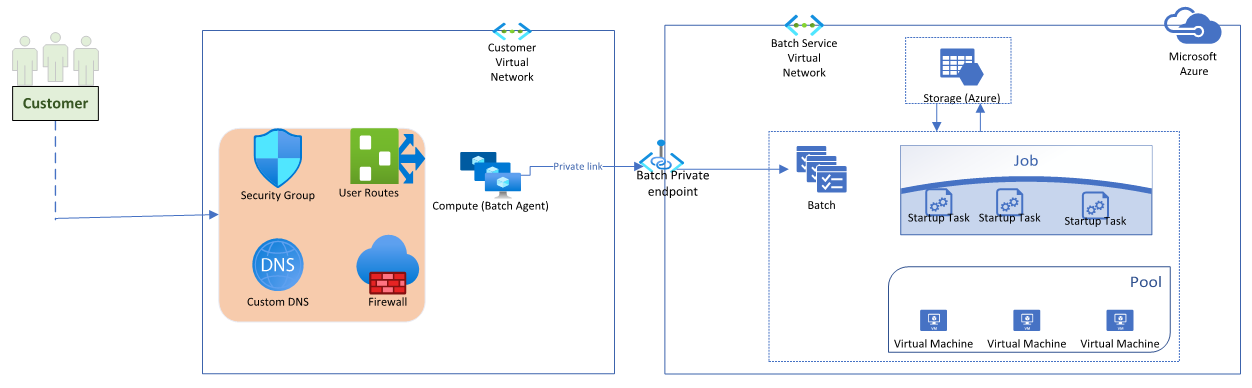 Customer
Customer
Virtual
Network
Security Group
User Routes
Custom DNS
DNS
Firewall
Compute (Batch Agent)
Private link
Batch Private
endpoint
Batch Service
Virtual
Network
Microsoft
Azure
Storage (Azure)
Batch
Job
Startup Task
Startup Task
Startup Task
Pool
VM
Virtual Machine
VM
Virtual Machine
VM
Virtual Machine